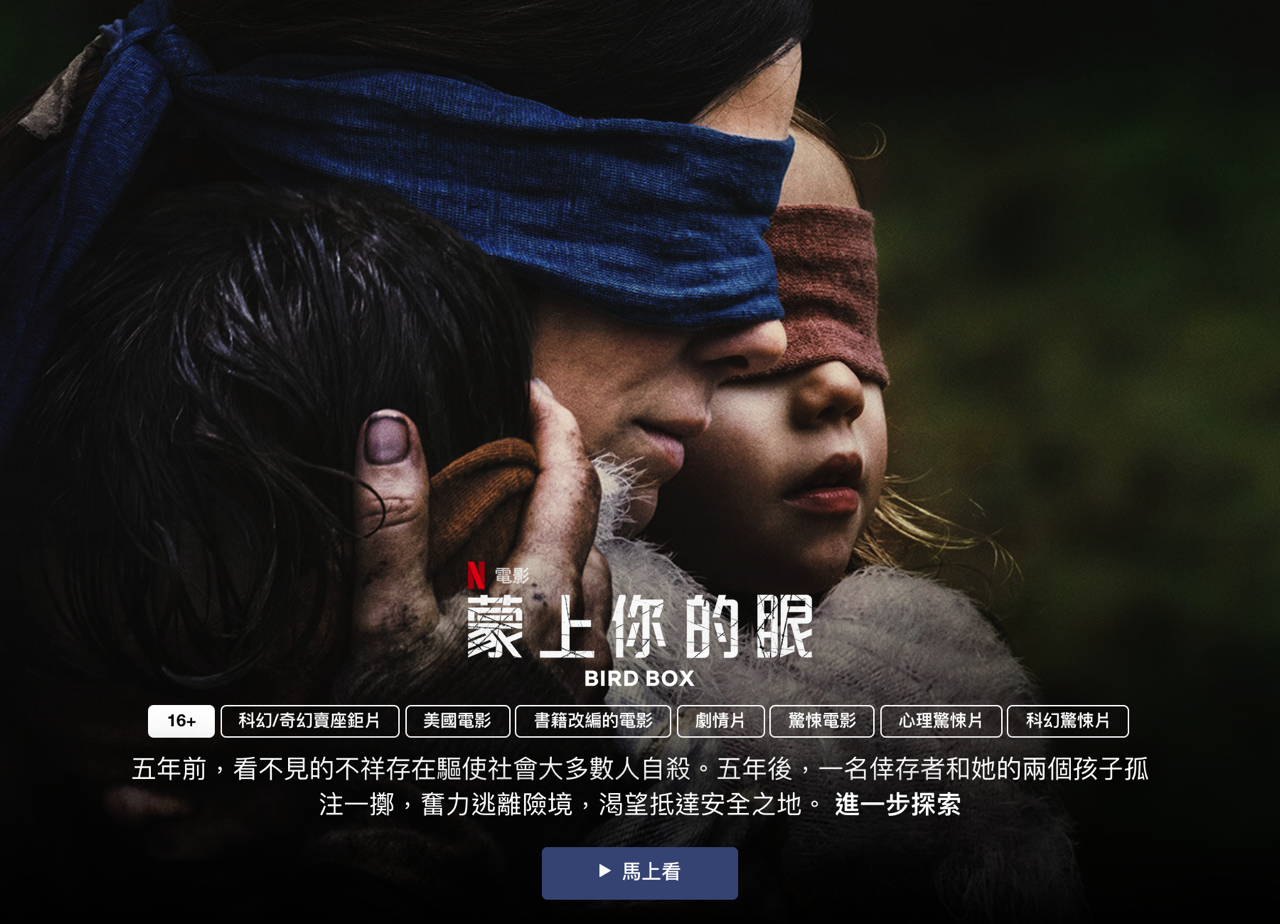 N 電影
蒙上你的眼
BIRD BOX
16+ 科幻/奇幻賣座鉅片 美國電影 書籍改編的電影 劇情片 驚悚電影 心理驚悚片 科幻驚悚片
五年前，看不見的不祥存在驅使社會大多數人自殺。五年後，一名倖存者和她的兩個孩子孤
注一擲，奮力逃離險境，渴望抵達安全之地。 進一步探索
馬上看